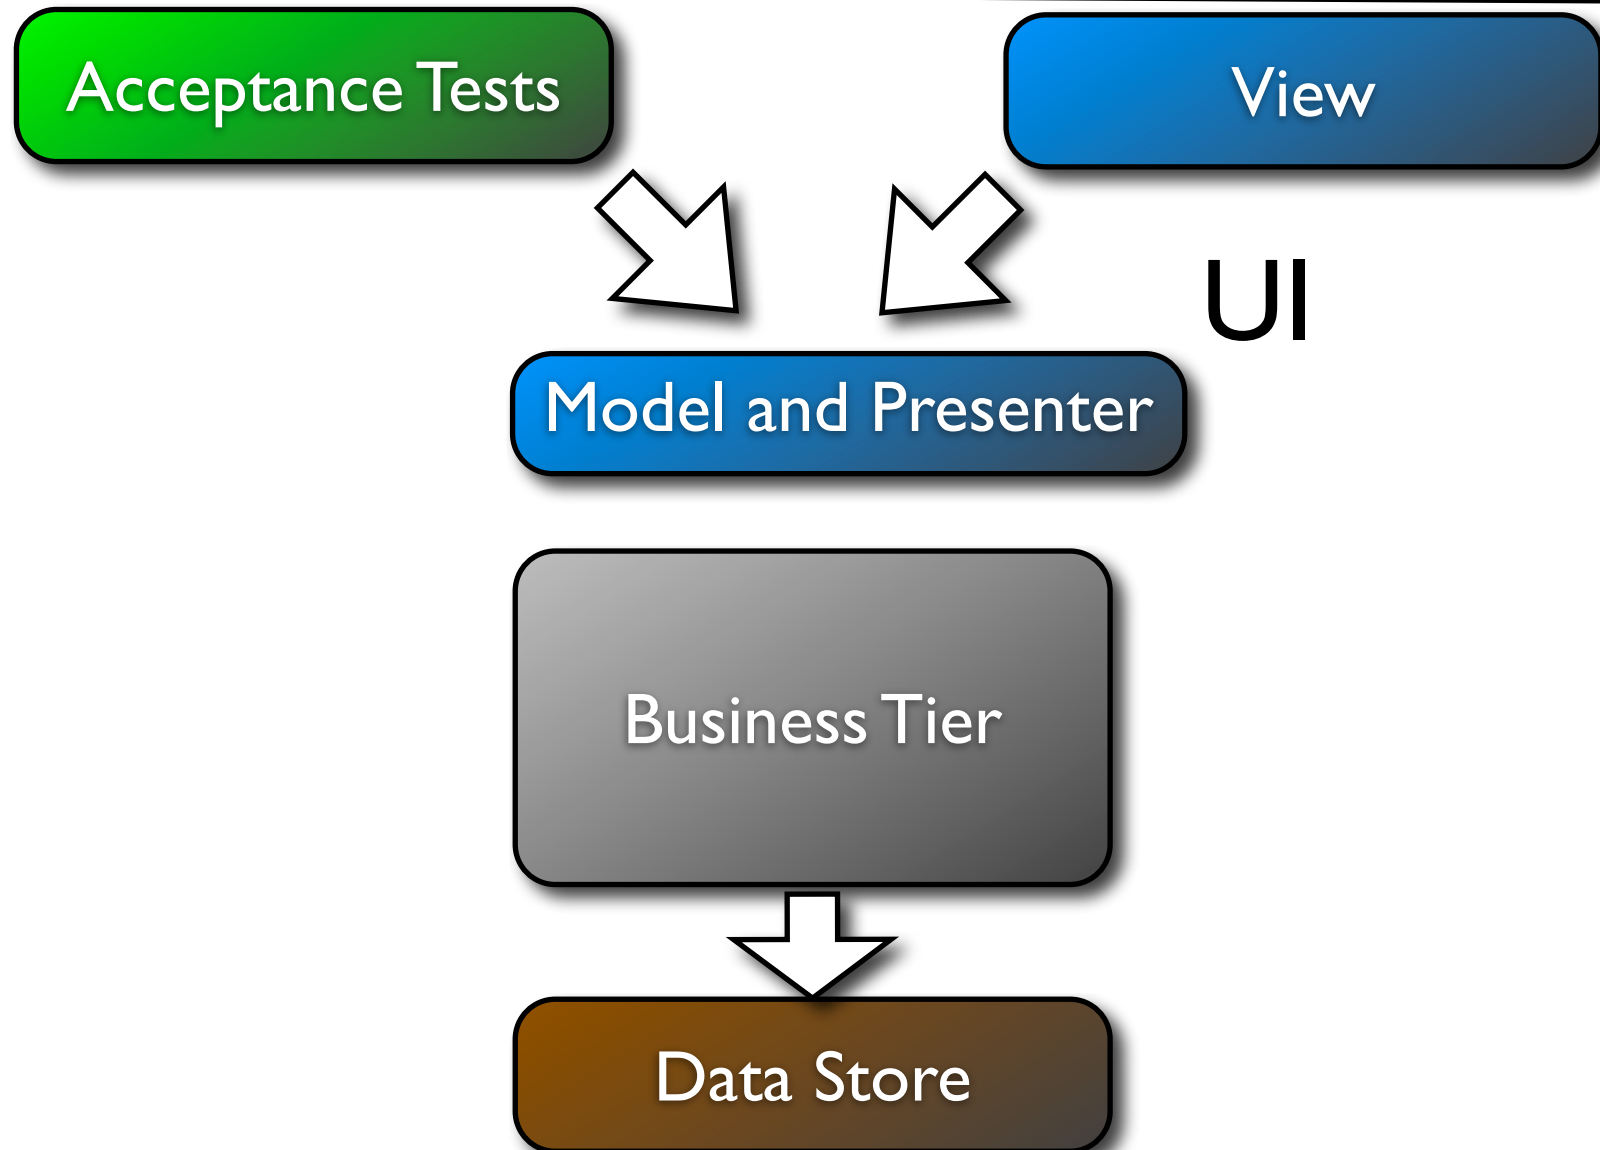 Acceptance Tests
View
UI
Model and Presenter
Business Tier
Data Store